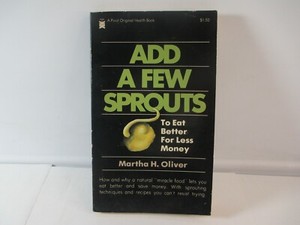 A Pivot Original Health Book
$1.50
ADD
A FEW
SPROUTS
To Eat
Better
For Less
Money
Martha H. Oliver
How and why a natural "miracle food" lets you
eat better and save money. With sprouting
techniques and recipes you can't resist trying.